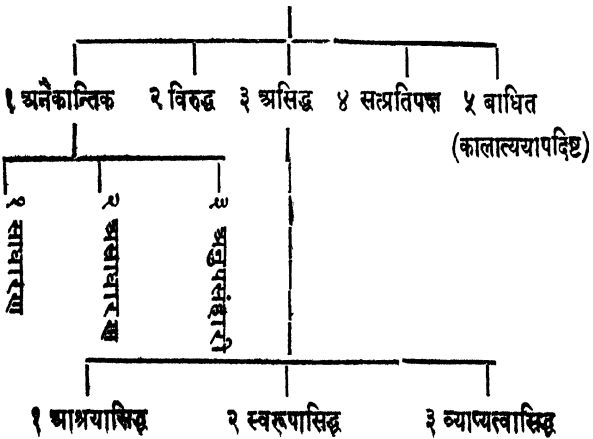 १ अनैकान्तिक २ विरुद्ध ३ असिद्ध ४ सत्प्रतिपक्ष ५ बाधित
(कालात्ययापदिष्ट)
१ साधारण
२ असाधारण
३ अनुपसंहारी
१ आश्रयासिद्ध २ स्वरूपासिद्ध ३ व्याप्यत्वासिद्ध